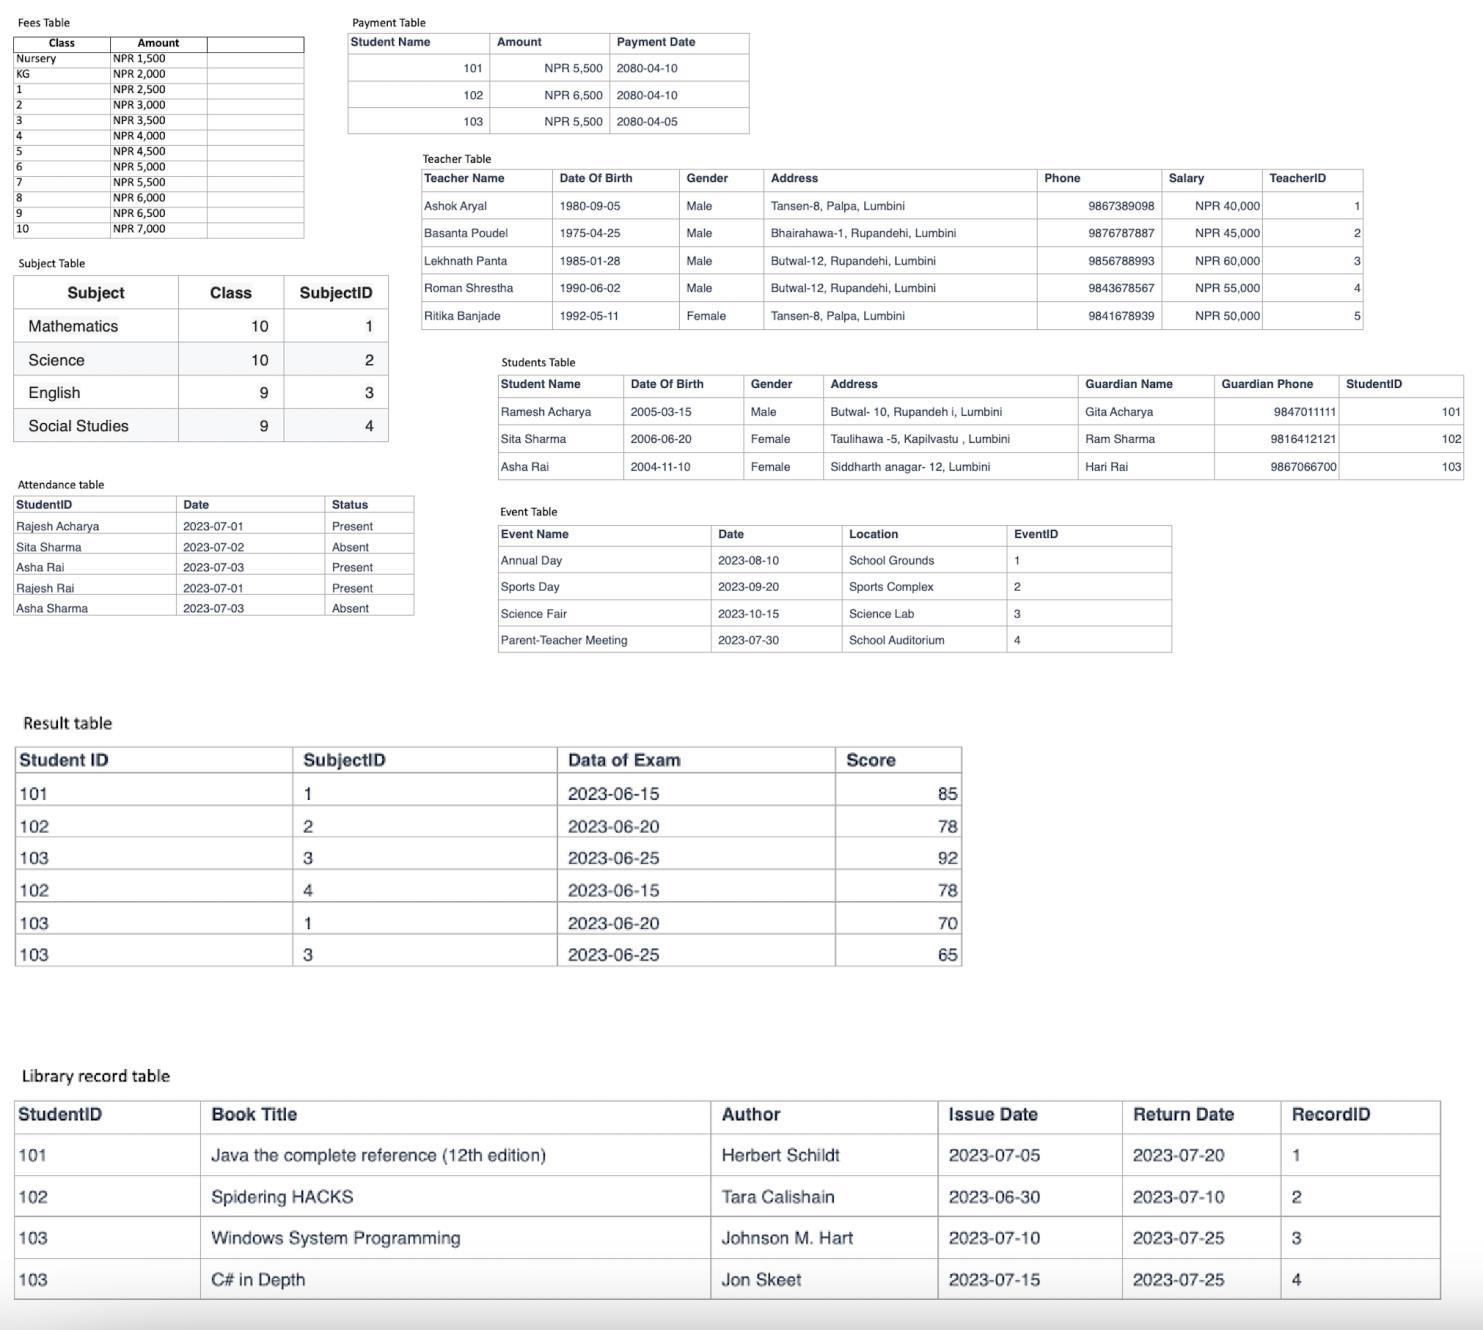 Fees Table
Class Amount
Nursery NPR 1,500
KG NPR 2,000
1 NPR 2,500
2 NPR 3,000
3 NPR 3,500
4 NPR 4,000
5 NPR 4,500
6 NPR 5,000
7 NPR 5,500
8 NPR 6,000
9 NPR 6,500
10 NPR 7,000
Payment Table
Student Name Amount Payment Date
101 NPR 5,500 2080-04-10
102 NPR 6,500 2080-04-10
103 NPR 5,500 2080-04-05
Teacher Table
Teacher Name Date Of Birth Gender Address Phone Salary TeacherID
Ashok Aryal 1980-09-05 Male Tansen-8, Palpa, Lumbini 9867389098 NPR 40,000 1
Basanta Poudel 1975-04-25 Male Bhairahawa-1, Rupandehi, Lumbini 9876787887 NPR 45,000 2
Lekhnath Panta 1985-01-28 Male Butwal-12, Rupandehi, Lumbini 9856788993 NPR 60,000 3
Roman Shrestha 1990-06-02 Male Butwal-12, Rupandehi, Lumbini 9843678567 NPR 55,000 4
Ritika Banjade 1992-05-11 Female Tansen-8, Palpa, Lumbini 9841678939 NPR 50,000 5
Subject Table
Subject Class SubjectID
Mathematics 10 1
Science 10 2
English 9 3
Social Studies 9 4
Students Table
Student Name Date Of Birth Gender Address Guardian Name Guardian Phone StudentID
Ramesh Acharya 2005-03-15 Male Butwal- 10, Rupandeh i, Lumbini Gita Acharya 9847011111 101
Sita Sharma 2006-06-20 Female Taulihawa -5, Kapilvastu , Lumbini Ram Sharma 9816412121 102
Asha Rai 2004-11-10 Female Siddharth anagar- 12, Lumbini Hari Rai 9867066700 103
Attendance table
StudentID Date Status
Rajesh Acharya 2023-07-01 Present
Sita Sharma 2023-07-02 Absent
Asha Rai 2023-07-03 Present
Rajesh Rai 2023-07-01 Present
Asha Sharma 2023-07-03 Absent
Event Table
Event Name Date Location EventID
Annual Day 2023-08-10 School Grounds 1
Sports Day 2023-09-20 Sports Complex 2
Science Fair 2023-10-15 Science Lab 3
Parent-Teacher Meeting 2023-07-30 School Auditorium 4
Result table
Student ID SubjectID Data of Exam Score
101 1 2023-06-15 85
102 2 2023-06-20 78
103 3 2023-06-25 92
102 4 2023-06-15 78
103 1 2023-06-20 70
103 3 2023-06-25 65
Library record table
StudentID Book Title Author Issue Date Return Date RecordID
101 Java the complete reference (12th edition) Herbert Schildt 2023-07-05 2023-07-20 1
102 Spidering HACKS Tara Calishain 2023-06-30 2023-07-10 2
103 Windows System Programming Johnson M. Hart 2023-07-10 2023-07-25 3
103 C# in Depth Jon Skeet 2023-07-15 2023-07-25 4